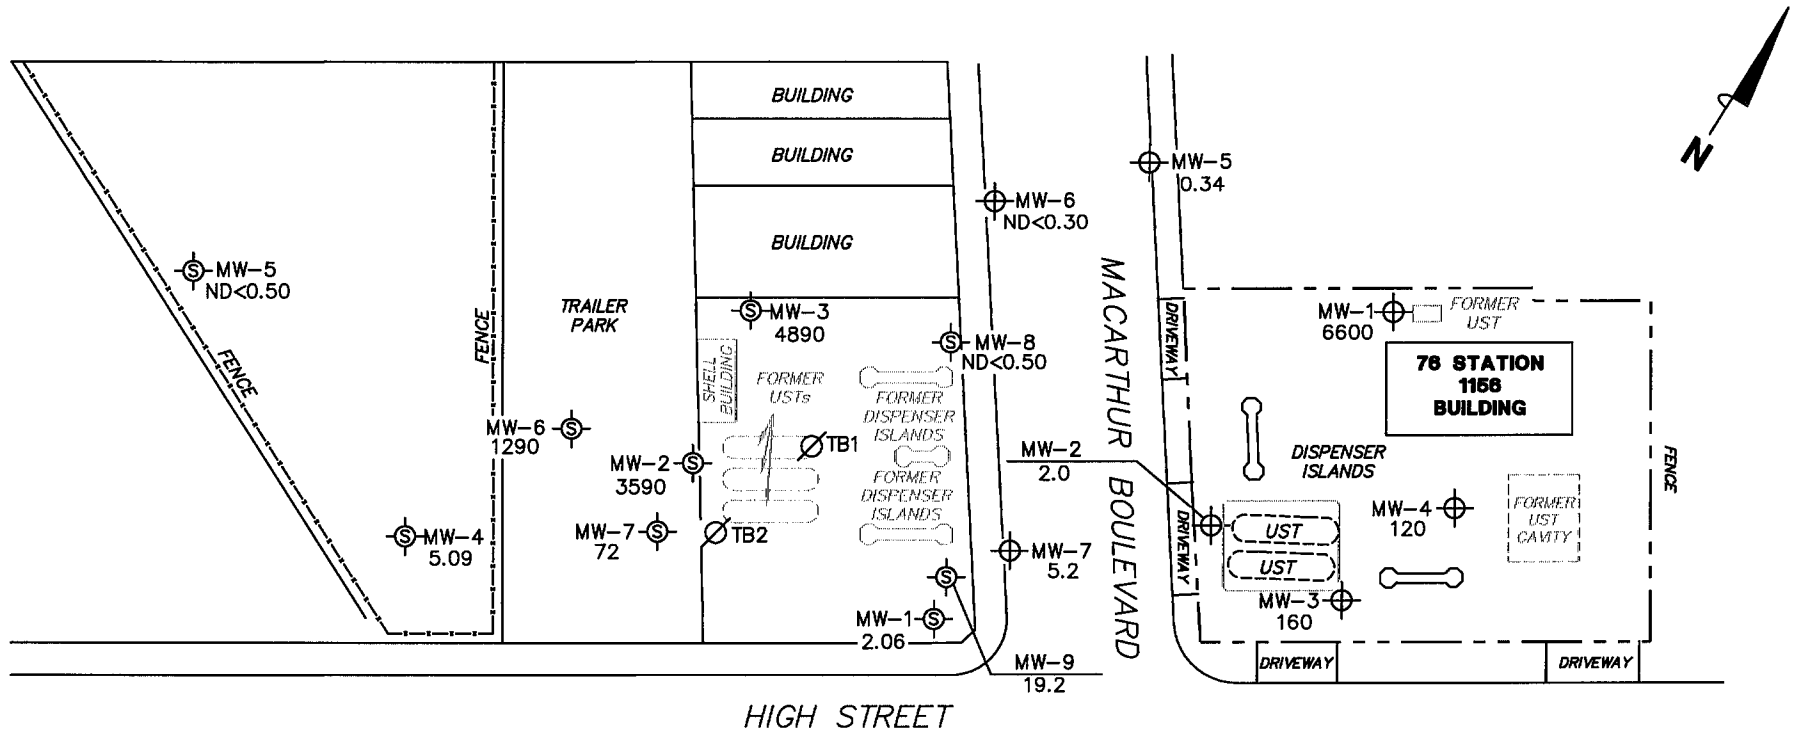 BUILDING
BUILDING
BUILDING
N
MW-5
0.34
MW-6
ND<0.30
MW-5
ND<0.50
FENCE
FENCE
TRAILER
PARK
MW-3
4890
MW-8
ND<0.50
SHELL
BUILDING
FORMER
USTs
FORMER
DISPENSER
ISLANDS
FORMER
DISPENSER
ISLANDS
TB1
TB2
MW-6
1290
MW-2
3590
MW-7
72
MW-4
5.09
MW-1
2.06
MW-9
19.2
MW-7
5.2
MW-2
2.0
MACARTHUR BOULEVARD
DRIVEWAY
DRIVEWAY
MW-1
6600
FORMER
UST
76 STATION
1156
BUILDING
DISPENSER
ISLANDS
FENCE
MW-4
120
FORMER
UST
CAVITY
UST
UST
MW-3
160
DRIVEWAY
DRIVEWAY
HIGH STREET